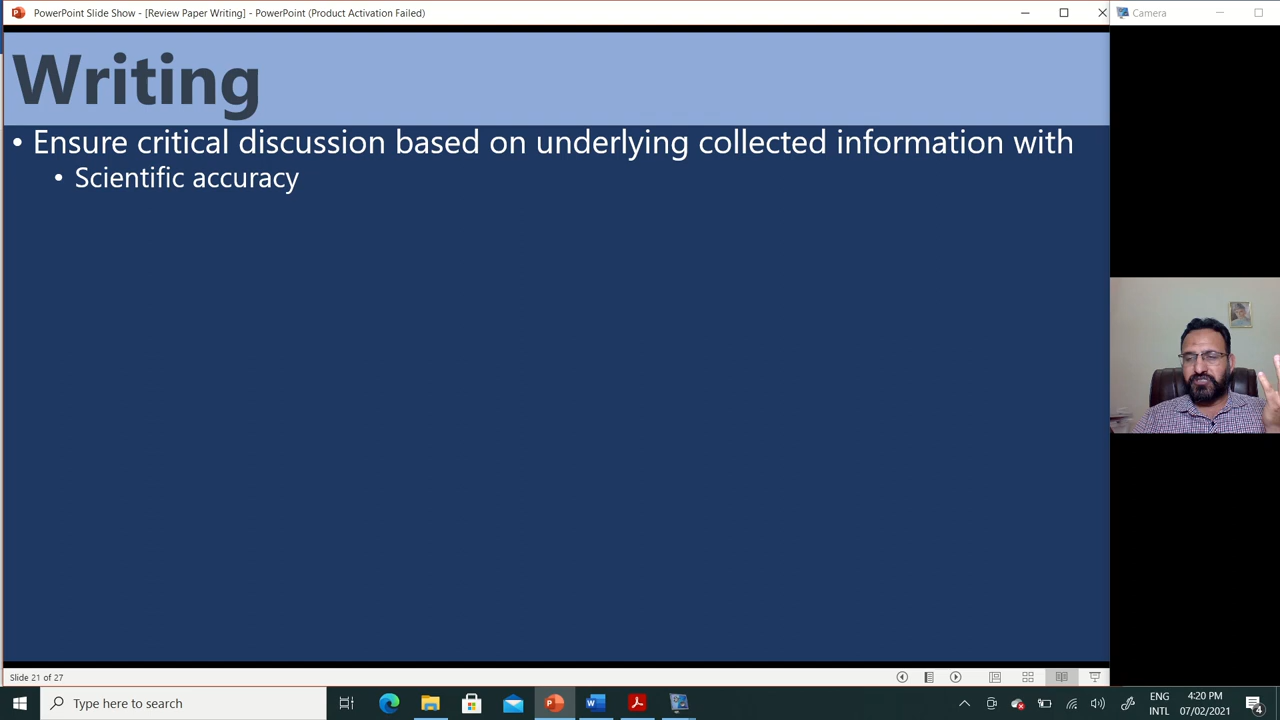 PowerPoint Slide Show - [Review Paper Writing] - PowerPoint (Product Activation Failed)
Camera
Writing
• Ensure critical discussion based on underlying collected information with
• Scientific accuracy
Slide 21 of 27
Type here to search
ENG
INTL
4:20 PM
07/02/2021
4